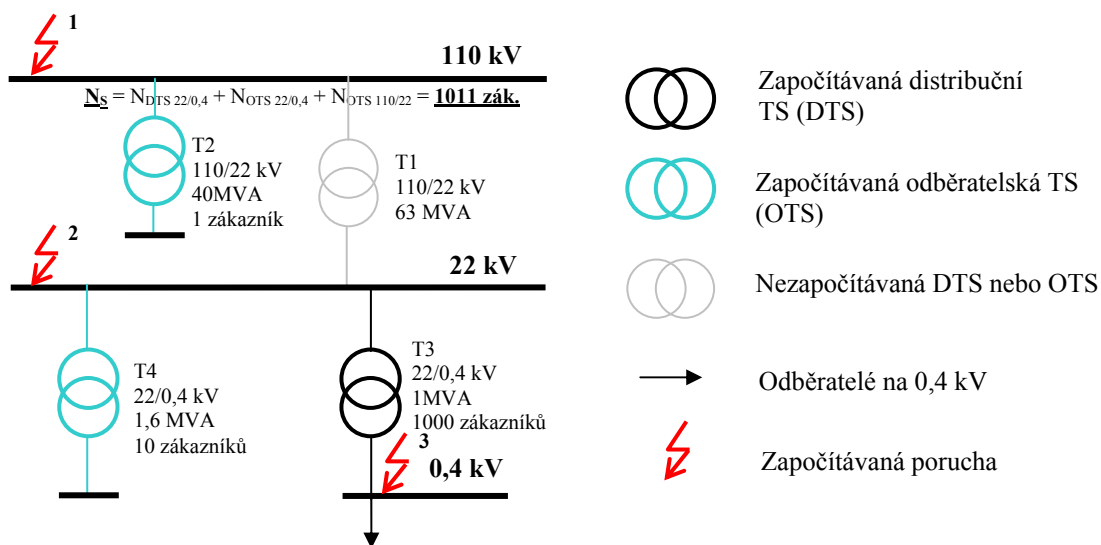 1
110 kV
N_S = N_DTS 22/0,4 + N_OTS 22/0,4 + N_OTS 110/22 = 1011 zák.
T2
110/22 kV
40MVA
1 zákazník
T1
110/22 kV
63 MVA
2
22 kV
T4
22/0,4 kV
1,6 MVA
10 zákazníků
T3
22/0,4 kV
1MVA
1000 zákazníků
3
0,4 kV
Započítávaná distribuční
TS (DTS)
Započítávaná odběratelská TS
(OTS)
Nezapočítávaná DTS nebo OTS
Odběratelé na 0,4 kV
Započítávaná porucha